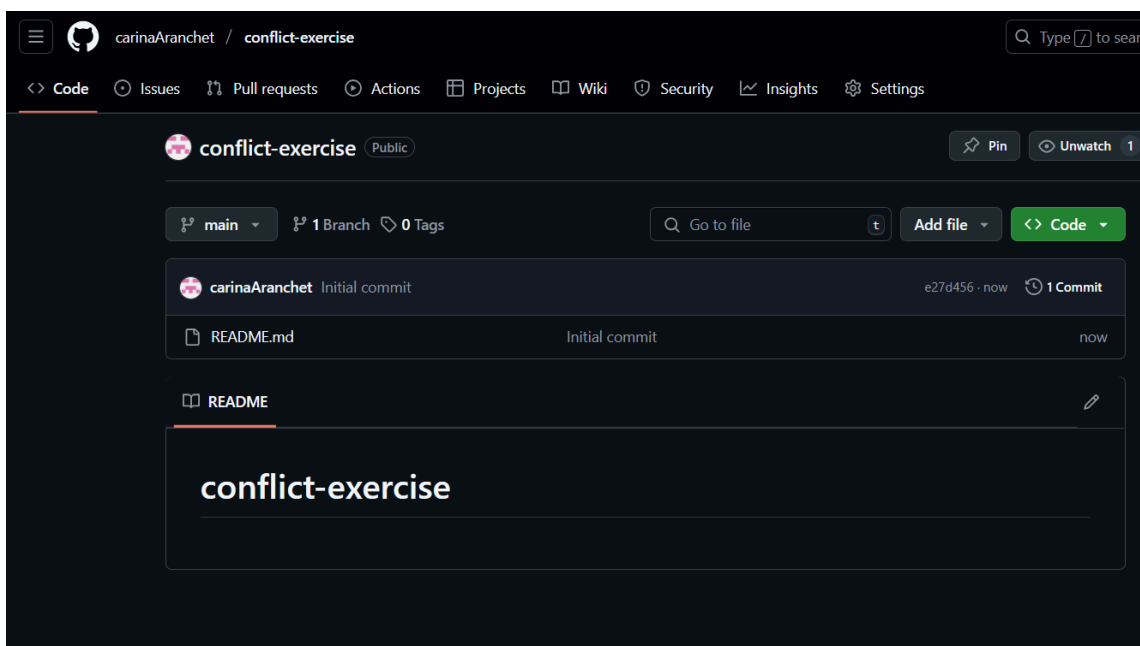 carinaAranchet / conflict-exercise
Type / to sear
Code Issues Pull requests Actions Projects Wiki Security Insights Settings
conflict-exercise Public
Pin Unwatch 1
main 1 Branch 0 Tags Go to file t Add file Code
carinaAranchet Initial commit e27d456 · now 1 Commit
README.md Initial commit now
README
conflict-exercise